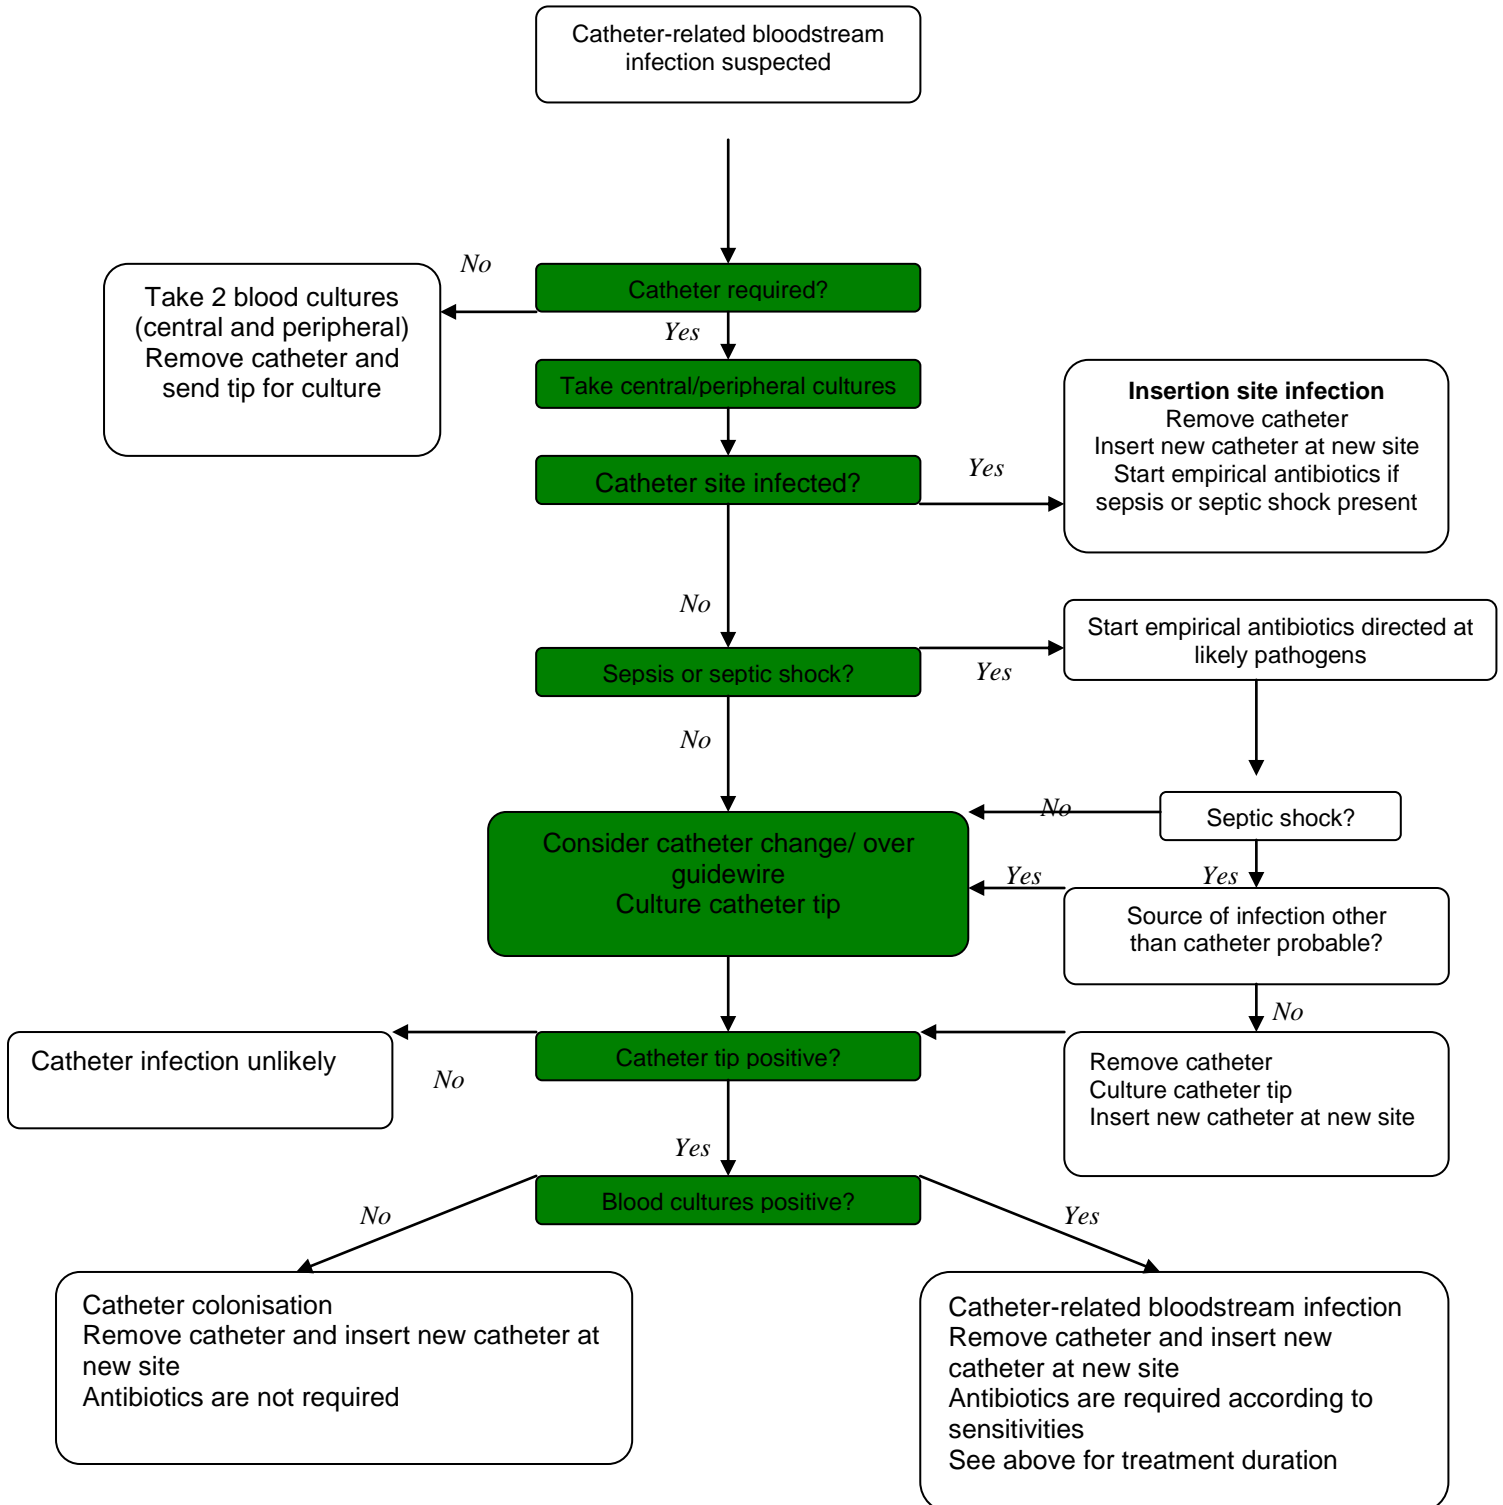 Catheter-related bloodstream
infection suspected
No
Catheter required?
Take 2 blood cultures
(central and peripheral)
Remove catheter and
send tip for culture
Yes
Take central/peripheral cultures
Insertion site infection
Remove catheter
Insert new catheter at new site
Start empirical antibiotics if
sepsis or septic shock present
Catheter site infected?
Yes
No
Start empirical antibiotics directed at
likely pathogens
Sepsis or septic shock?
Yes
No
Septic shock?
No
Consider catheter change/ over
guidewire
Culture catheter tip
Yes
Yes
Source of infection other
than catheter probable?
No
Catheter tip positive?
Catheter infection unlikely
No
Remove catheter
Culture catheter tip
Insert new catheter at new site
Yes
Blood cultures positive?
No
Yes
Catheter colonisation
Remove catheter and insert new catheter at
new site
Antibiotics are not required
Catheter-related bloodstream infection
Remove catheter and insert new
catheter at new site
Antibiotics are required according to
sensitivities
See above for treatment duration